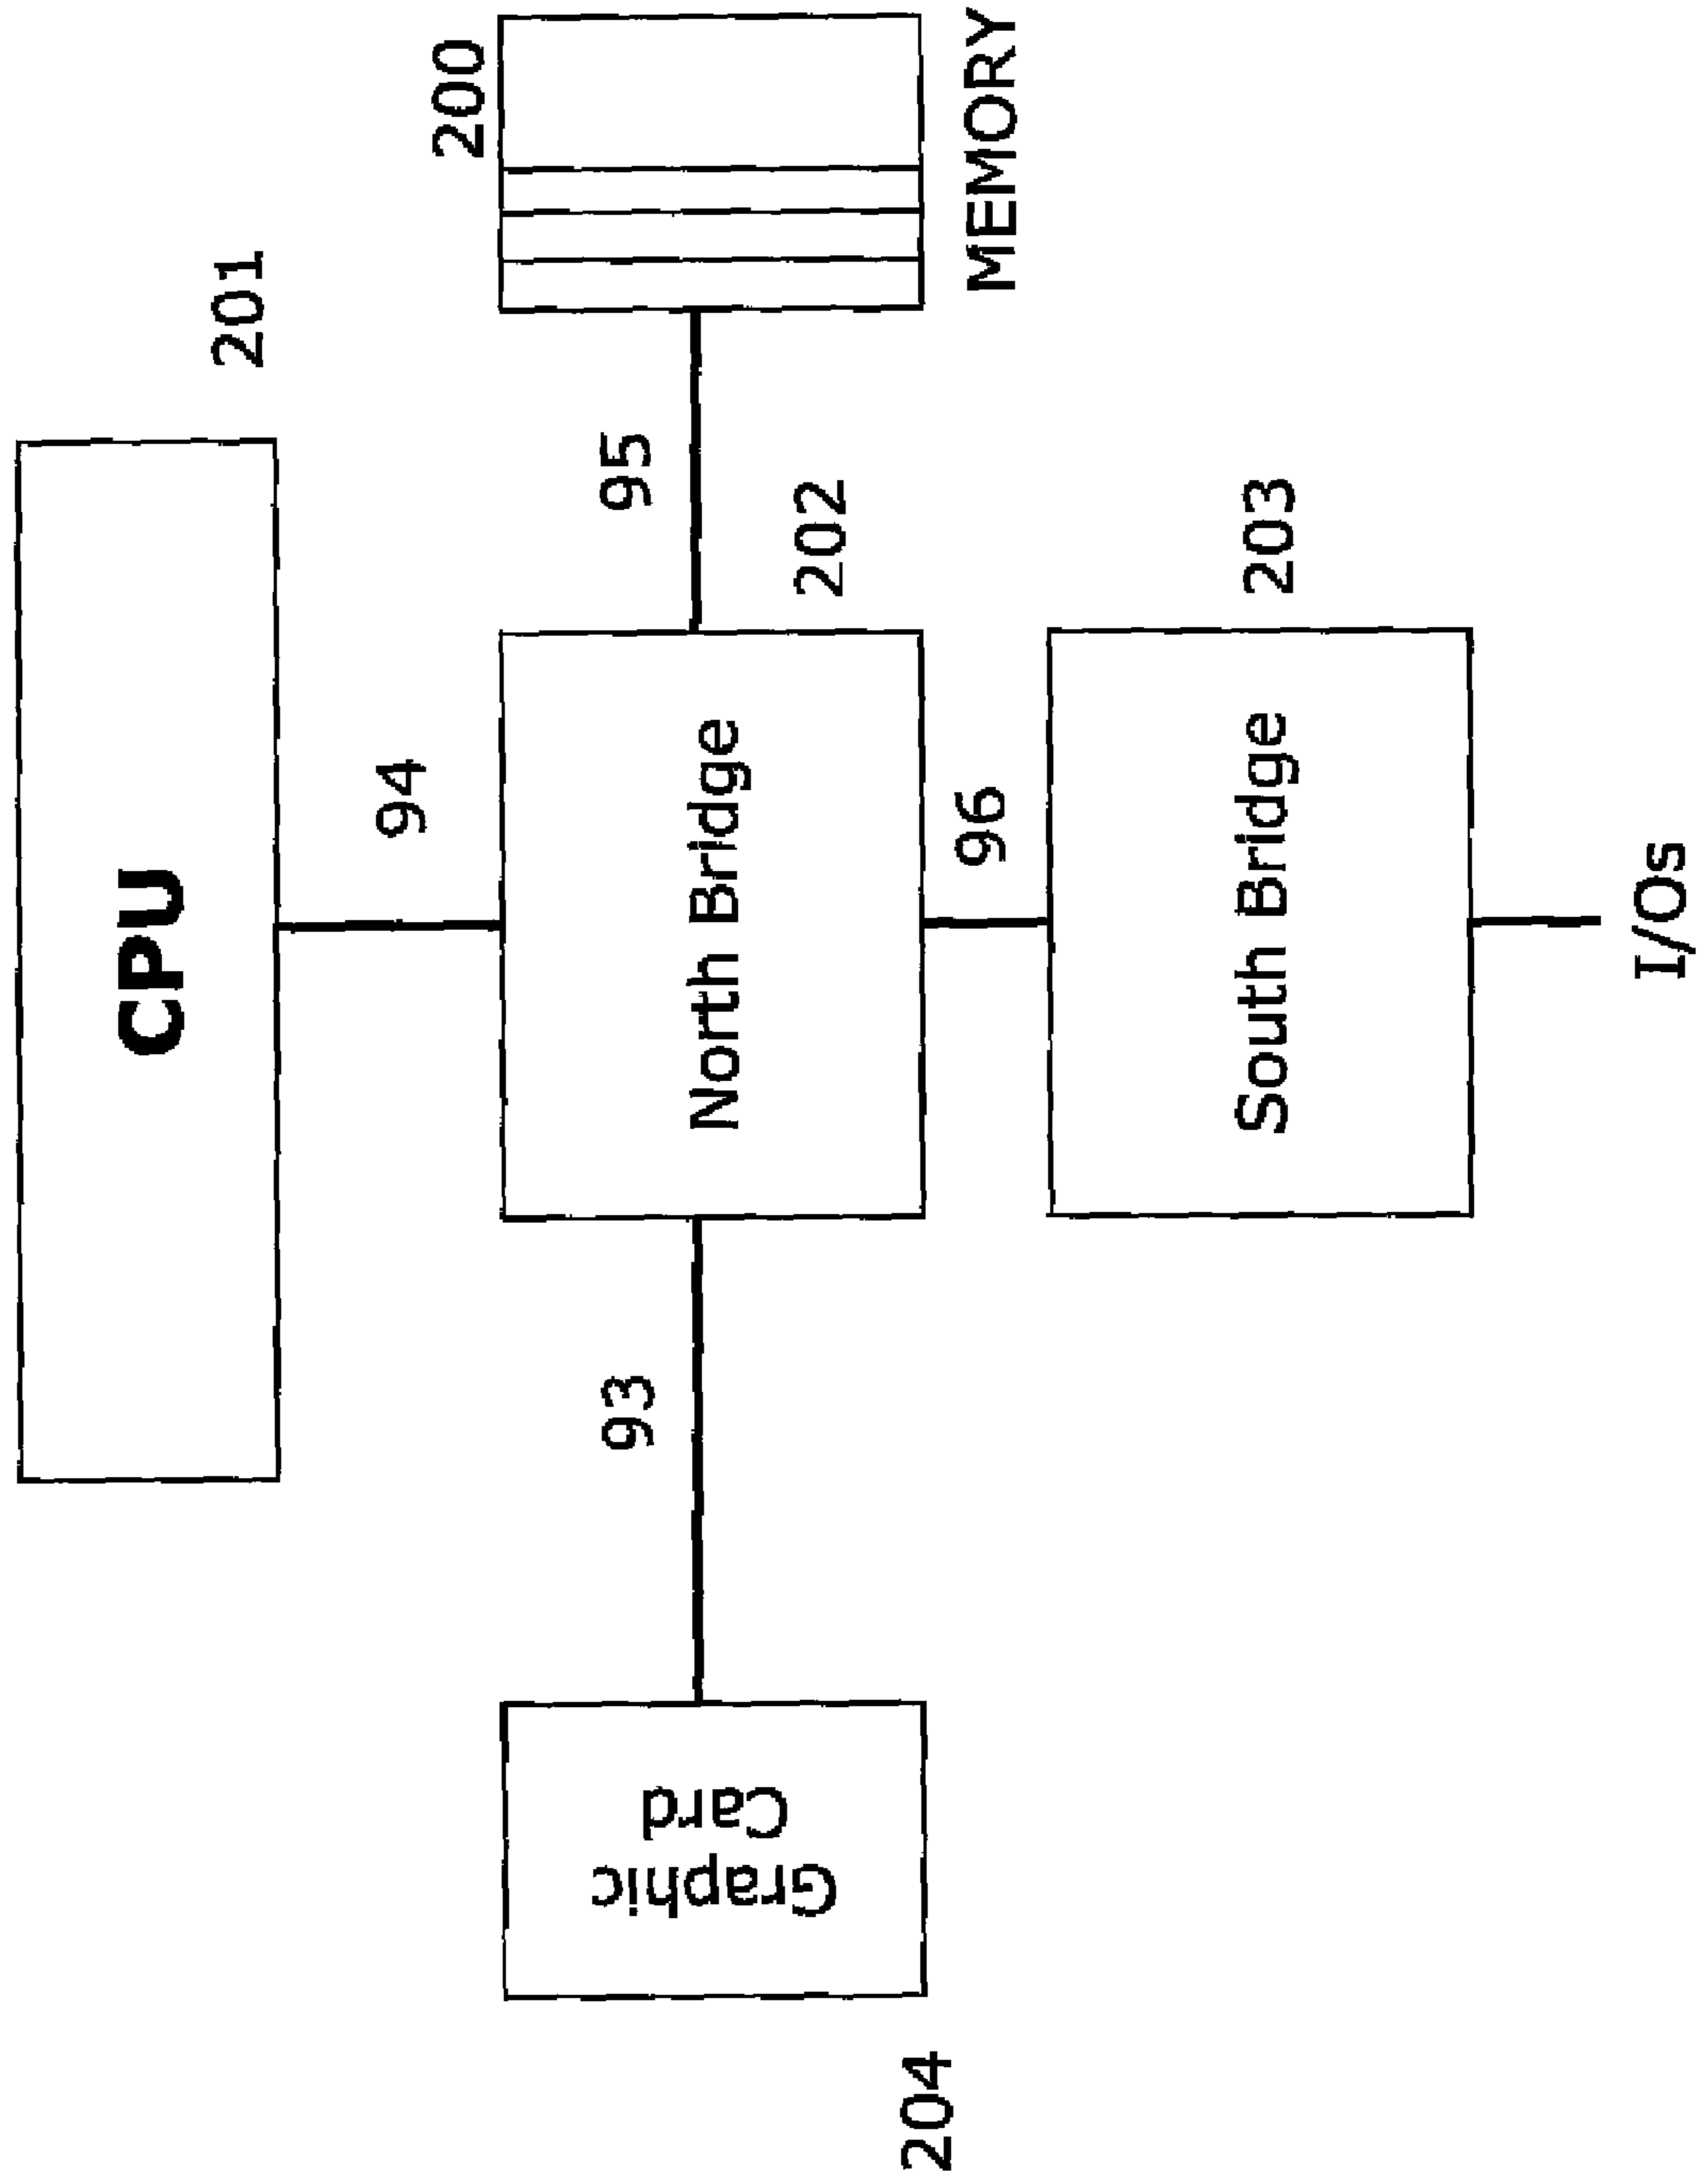 CPU
201
94
200
95
MEMORY
93
North Bridge
202
Graphic
Card
204
96
South Bridge
203
I/Os